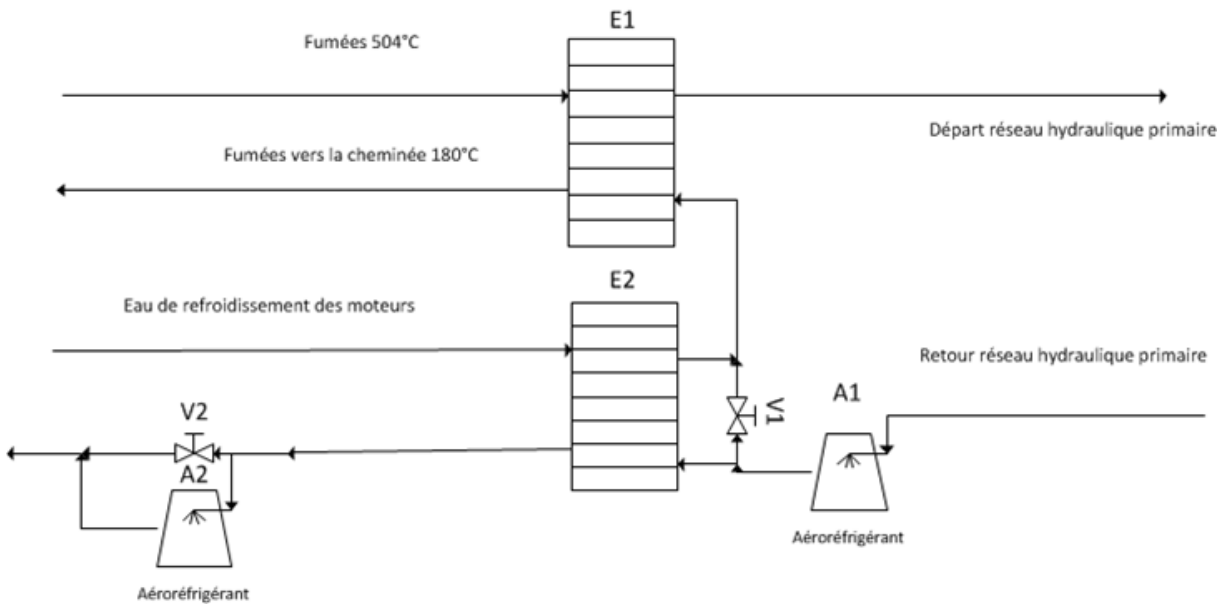 E1
Fumées 504°C
Départ réseau hydraulique primaire
Fumées vers la cheminée 180°C
E2
Eau de refroidissement des moteurs
Retour réseau hydraulique primaire
V1
A1
V2
A2
Aéroréfrigérant
Aéroréfrigérant